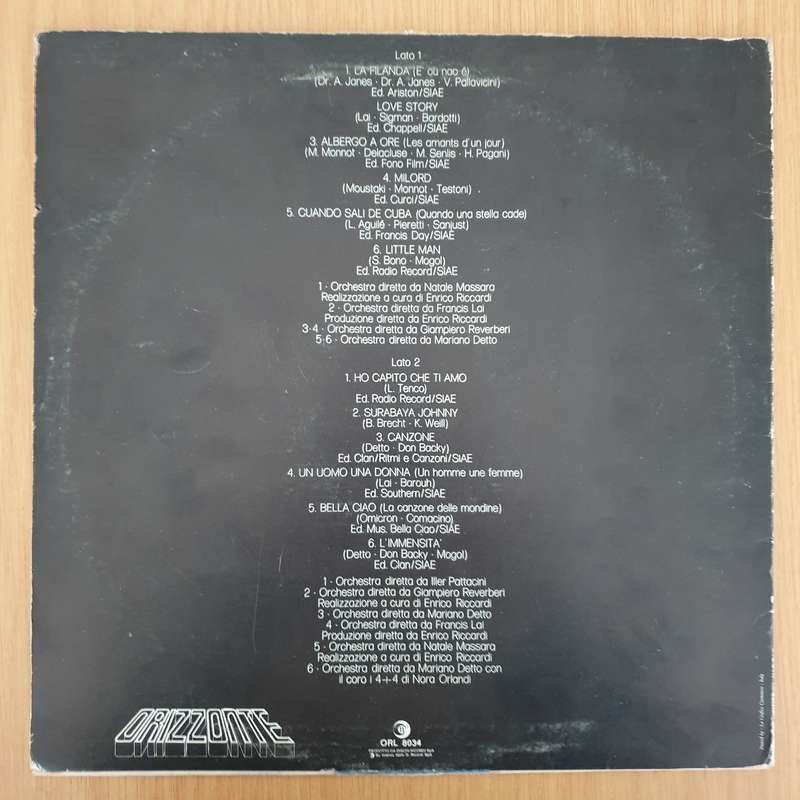 Lato 1
1. LA FILANDA (E' ou nao é)
(Dr. A. Janes · Dr. A. Janes · V. Pallavicini)
Ed. Ariston/SIAE
LOVE STORY
(Lai · Sigman · Bardotti)
Ed. Chappell/SIAE
3. ALBERGO A ORE (Les amants d'un jour)
(M. Monnot · Delacluse · M. Senlis · H. Pagani)
Ed. Fono Film/SIAE
4. MILORD
(Moustaki · Monnot · Testoni)
Ed. Curci/SIAE
5. CUANDO SALI DE CUBA (Quando una stella cade)
(L. Aguilé · Pieretti · Sanjust)
Ed. Francis Day/SIAE
6. LITTLE MAN
(S. Bono · Mogol)
Ed. Radio Record/SIAE
1 · Orchestra diretta da Natale Massara
Realizzazione a cura di Enrico Riccardi
2 · Orchestra diretta da Francis Lai
Produzione diretta da Enrico Riccardi
3·4 · Orchestra diretta da Giampiero Reverberi
5·6 · Orchestra diretta da Mariano Detto
Lato 2
1. HO CAPITO CHE TI AMO
(L. Tenco)
Ed. Radio Record/SIAE
2. SURABAYA JOHNNY
(B. Brecht · K. Weill)
3. CANZONE
(Detto · Don Backy)
Ed. Clan/Ritmi e Canzoni/SIAE
4. UN UOMO UNA DONNA (Un homme une femme)
(Lai · Barouh)
Ed. Southern/SIAE
5. BELLA CIAO (La canzone delle mondine)
(Omicron · Comacino)
Ed. Mus. Bella Ciao/SIAE
6. L'IMMENSITA'
(Detto · Don Backy · Mogol)
Ed. Clan/SIAE
1 · Orchestra diretta da Iller Pattacini
2 · Orchestra diretta da Giampiero Reverberi
Realizzazione a cura di Enrico Riccardi
3 · Orchestra diretta da Mariano Detto
4 · Orchestra diretta da Francis Lai
Produzione diretta da Enrico Riccardi
5 · Orchestra diretta da Natale Massara
Realizzazione a cura di Enrico Riccardi
6 · Orchestra diretta da Mariano Detto con
il coro i 4+4 di Nora Orlandi
ORIZZONTE
ORL 8034